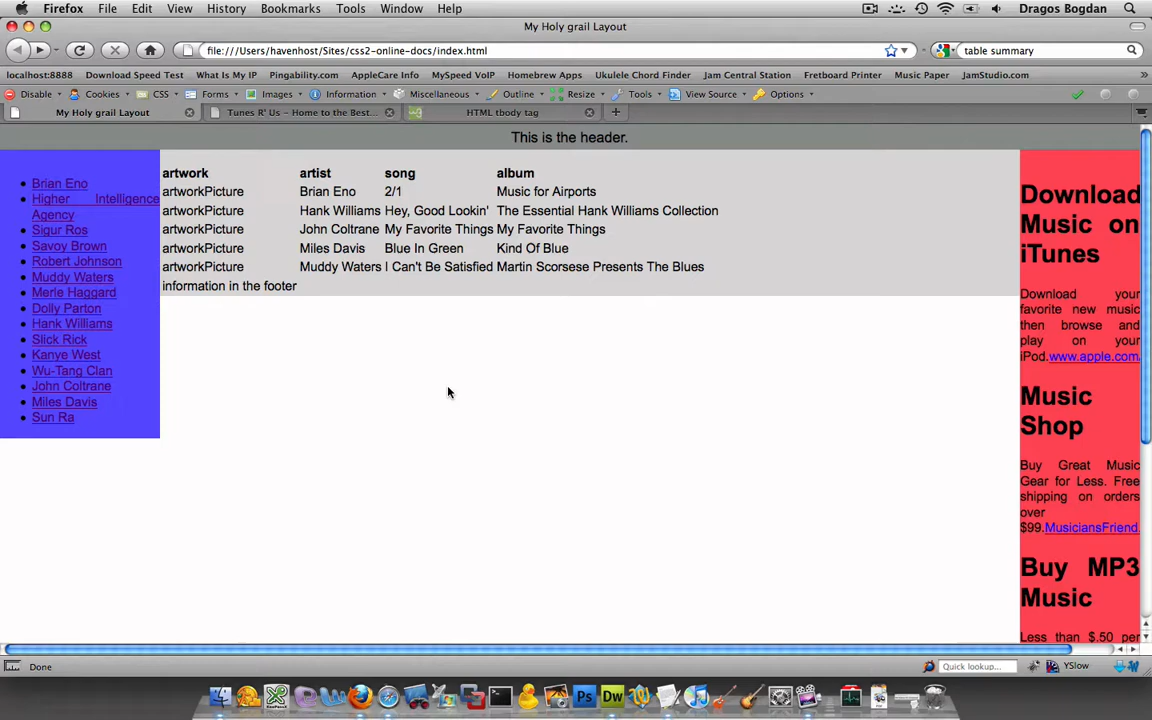 Firefox File Edit View History Bookmarks Tools Window Help Dragos Bogdan
My Holy grail Layout
file:///Users/havenhost/Sites/css2-online-docs/index.html table summary
localhost:8888 Download Speed Test What Is My IP Pingability.com AppleCare Info MySpeed VoIP Homebrew Apps Ukulele Chord Finder Jam Central Station Fretboard Printer Music Paper JamStudio.com »
Disable Cookies CSS Forms Images Information Miscellaneous Outline Resize Tools View Source Options
My Holy grail Layout Tunes R' Us – Home to the Best... HTML tbody tag
This is the header.
Brian Eno
Higher Intelligence
Agency
Sigur Ros
Savoy Brown
Robert Johnson
Muddy Waters
Merle Haggard
Dolly Parton
Hank Williams
Slick Rick
Kanye West
Wu-Tang Clan
John Coltrane
Miles Davis
Sun Ra
artwork artist song album
artworkPicture Brian Eno 2/1 Music for Airports
artworkPicture Hank Williams Hey, Good Lookin' The Essential Hank Williams Collection
artworkPicture John Coltrane My Favorite Things My Favorite Things
artworkPicture Miles Davis Blue In Green Kind Of Blue
artworkPicture Muddy Waters I Can't Be Satisfied Martin Scorsese Presents The Blues
information in the footer
Download
Music on
iTunes
Download your
favorite new music
then browse and
play on your
iPod.www.apple.com/
Music
Shop
Buy Great Music
Gear for Less. Free
shipping on orders
over
$99.MusiciansFriend.
Buy MP3
Music
Less than $.50 per
Done Quick lookup... YSlow
Ps Dw